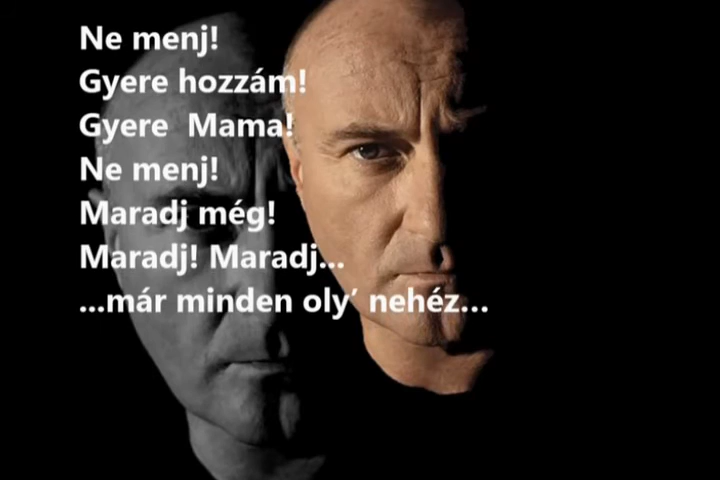 Ne menj!
Gyere hozzám!
Gyere  Mama!
Ne menj!
Maradj még!
Maradj! Maradj...
...már minden oly’ nehéz...